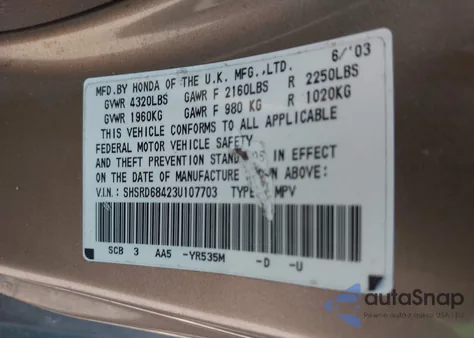 MFD.BY HONDA OF THE U.K. MFG.,LTD. 6/'03
GVWR 4320LBS GAWR F 2160LBS R 2250LBS
GVWR 1960KG GAWR F 980 KG R 1020KG
THIS VEHICLE CONFORMS TO ALL APPLICABLE
FEDERAL MOTOR VEHICLE SAFETY
AND THEFT PREVENTION IN EFFECT
ON THE DATE OF MANUFACTURE ABOVE:
V.IN: SHSRD68423U107703 TYPE: MPV
SCB 3 AA5 -YR535M -D -U
autoSnap